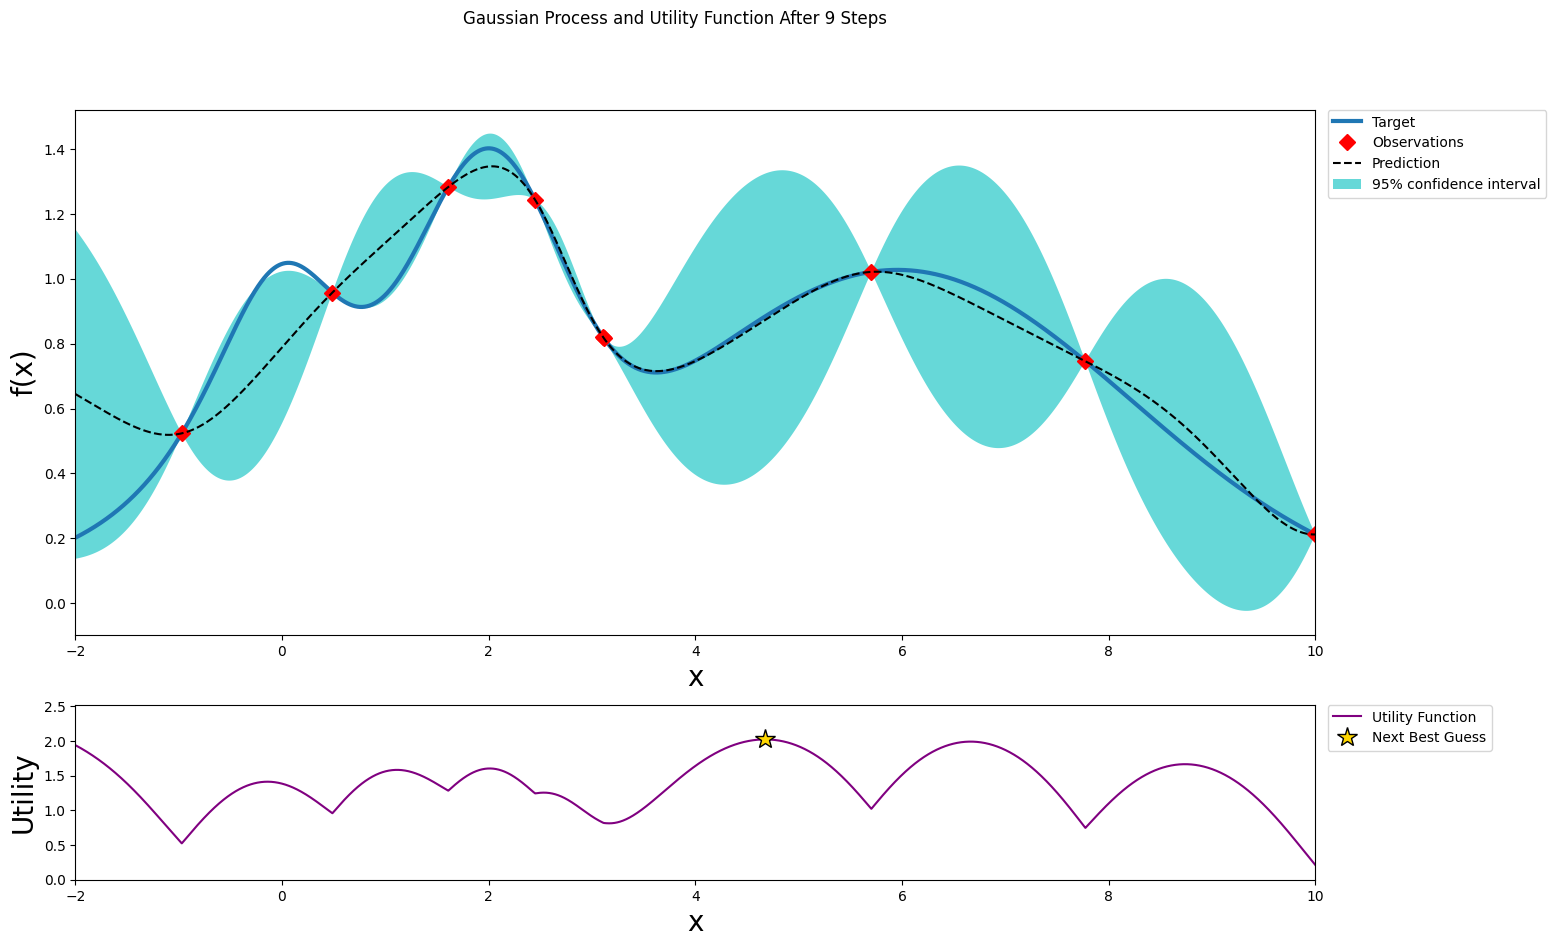 Gaussian Process and Utility Function After 9 Steps
Target
Observations
Prediction
95% confidence interval
f(x)
1.4
1.2
1.0
0.8
0.6
0.4
0.2
0.0
−2 0 2 4 6 8 10
x
Utility Function
Next Best Guess
Utility
2.5
2.0
1.5
1.0
0.5
0.0
−2 0 2 4 6 8 10
x